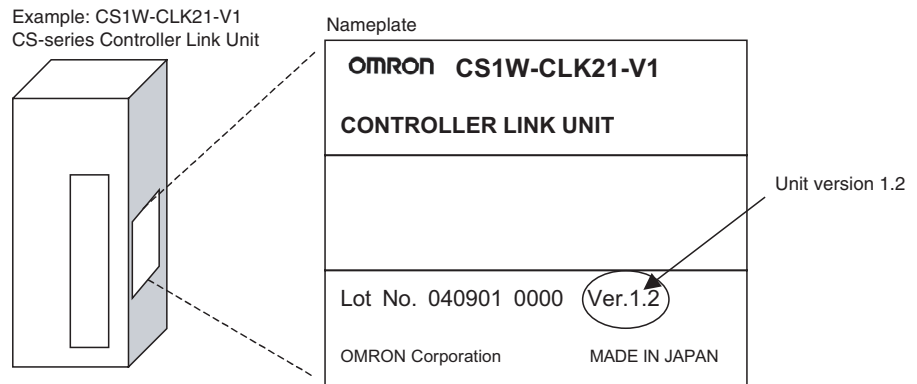 Example: CS1W-CLK21-V1
CS-series Controller Link Unit
Nameplate
OMRON CS1W-CLK21-V1
CONTROLLER LINK UNIT
Unit version 1.2
Lot No. 040901 0000 Ver.1.2
OMRON Corporation MADE IN JAPAN